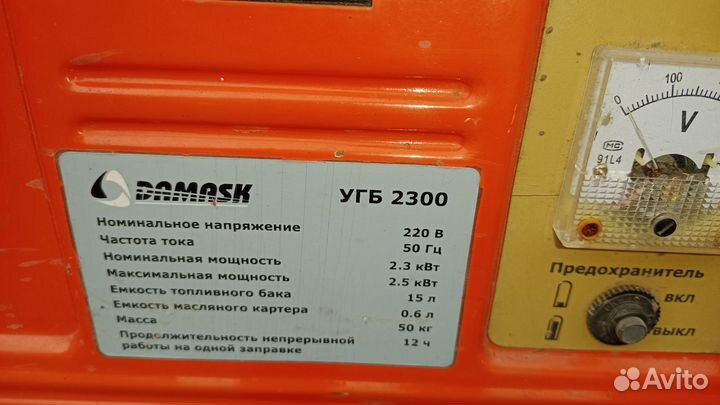 DAMASK
УГБ 2300
Номинальное напряжение 220 В
Частота тока 50 Гц
Номинальная мощность 2.3 кВт
Максимальная мощность 2.5 кВт
Емкость топливного бака 15 л
Емкость масляного картера 0.6 л
Масса 50 кг
Продолжительность непрерывной
работы на одной заправке 12 ч
0 100
V
MC
91L4
Предохранитель
ВКЛ
ВЫКЛ
Avito